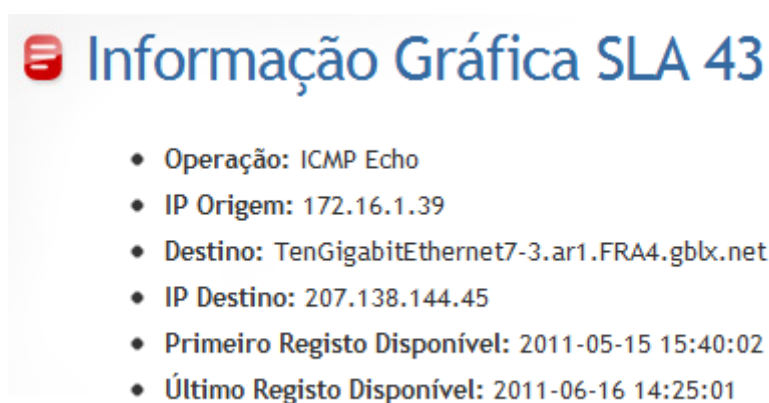 Informação Gráfica SLA 43
• Operação: ICMP Echo
• IP Origem: 172.16.1.39
• Destino: TenGigabitEthernet7-3.ar1.FRA4.gblx.net
• IP Destino: 207.138.144.45
• Primeiro Registo Disponível: 2011-05-15 15:40:02
• Último Registo Disponível: 2011-06-16 14:25:01